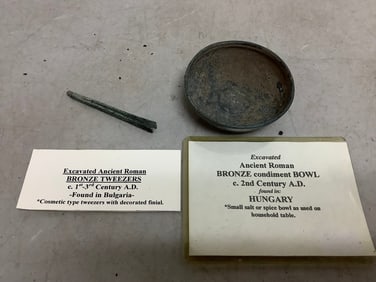 Excavated Ancient Roman
BRONZE TWEEZERS
c. 1st-3rd Century A.D.
-Found in Bulgaria-
*Cosmetic type tweezers with decorated finial.
Excavated
Ancient Roman
BRONZE condiment BOWL
c. 2nd Century A.D.
found in:
HUNGARY
*Small salt or spice bowl as used on
household table.